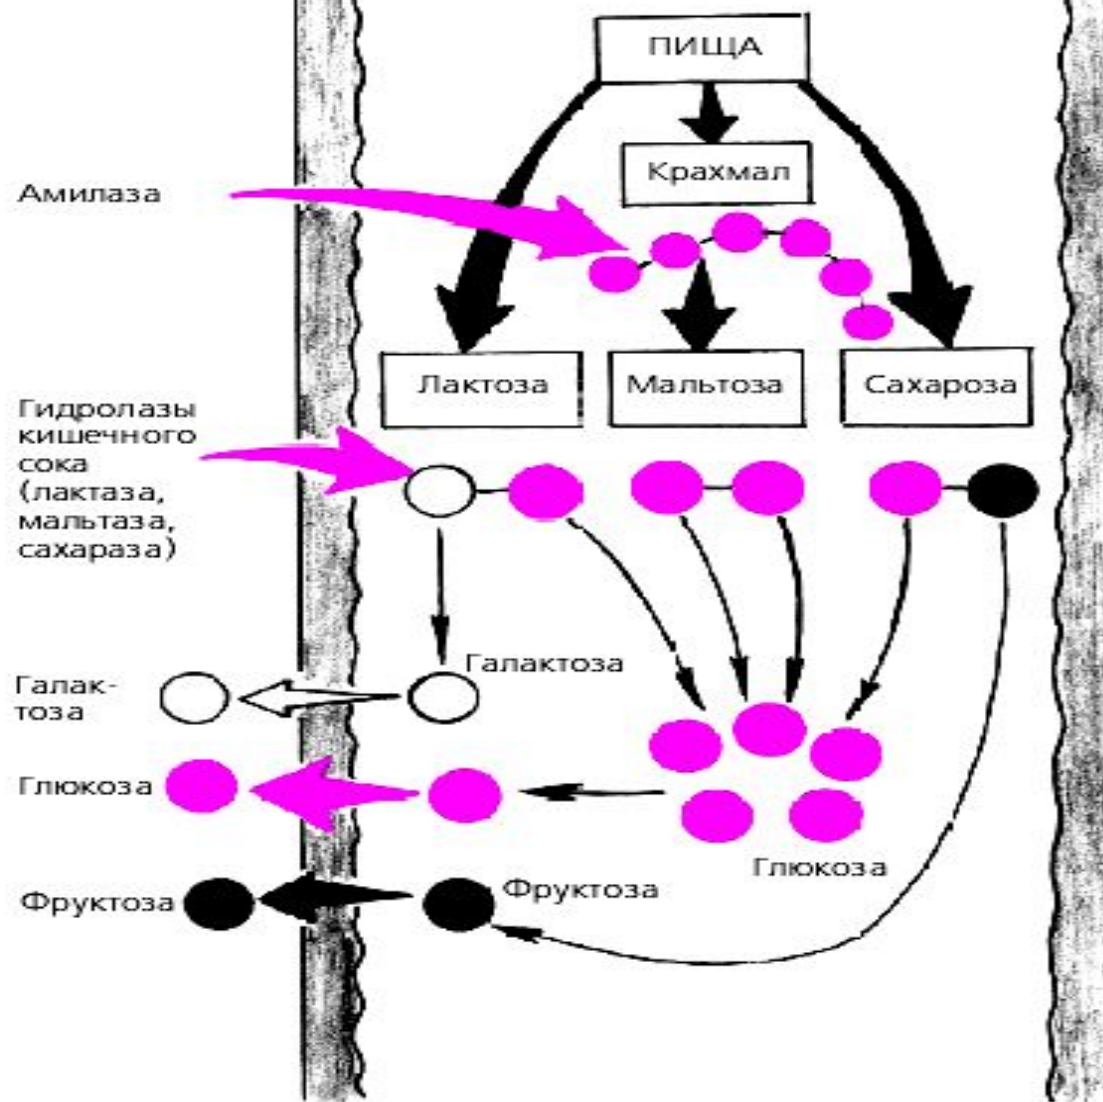 ПИЩА
Крахмал
Амилаза
Лактоза
Мальтоза
Сахароза
Гидролазы
кишечного
сока
(лактаза,
мальтаза,
сахараза)
Галактоза
Галак-
тоза
Глюкоза
Глюкоза
Фруктоза
Фруктоза